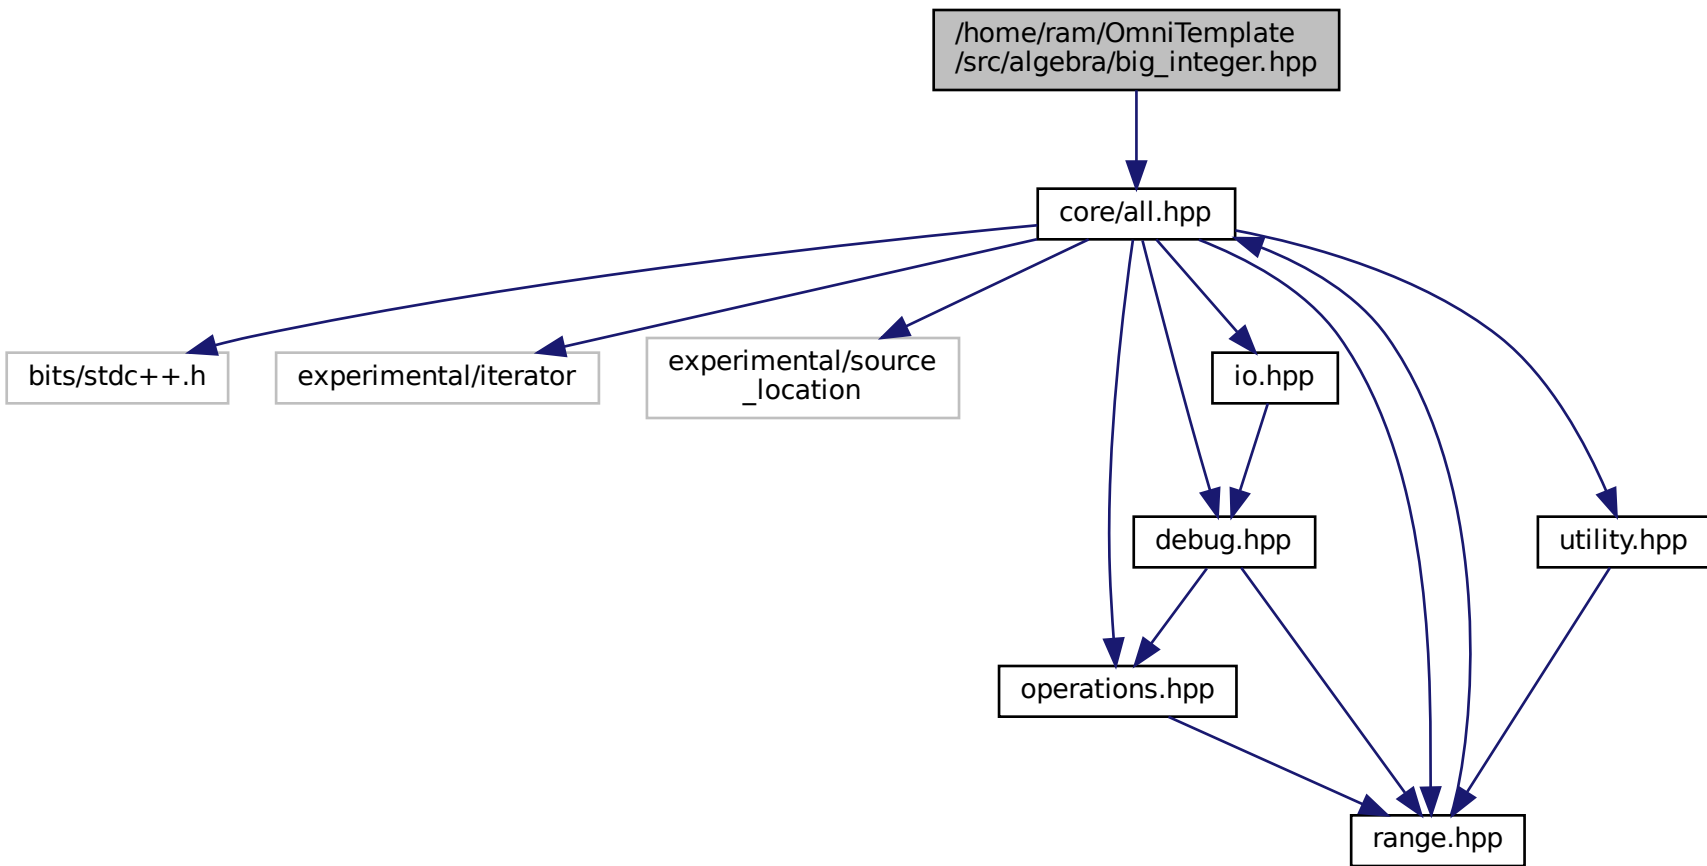 /home/ram/OmniTemplate
/src/algebra/big_integer.hpp
core/all.hpp
bits/stdc++.h
experimental/iterator
experimental/source
_location
io.hpp
debug.hpp
utility.hpp
operations.hpp
range.hpp